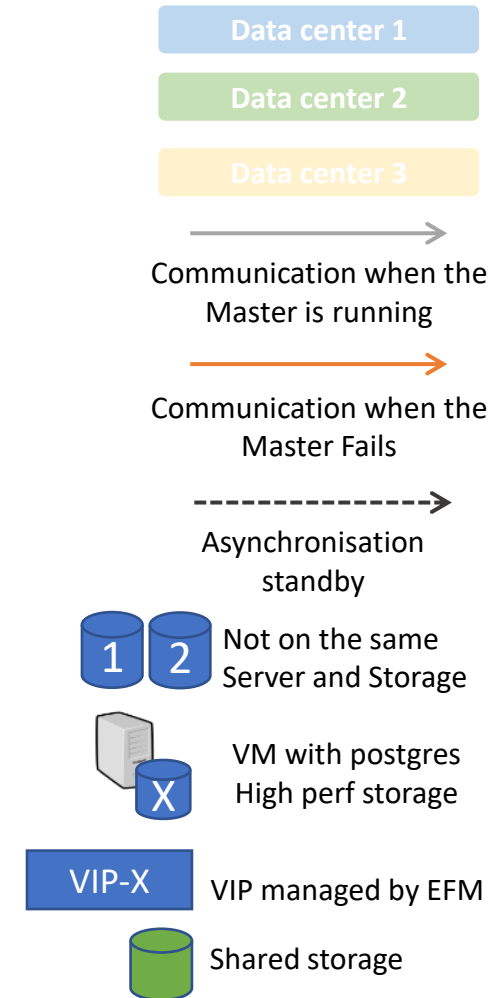 Data center 1
Data center 2
Data center 3
Communication when the
Master is running
Communication when the
Master Fails
Asynchronisation
standby
1 2 Not on the same
Server and Storage
VM with postgres
X High perf storage
VIP-X VIP managed by EFM
Shared storage